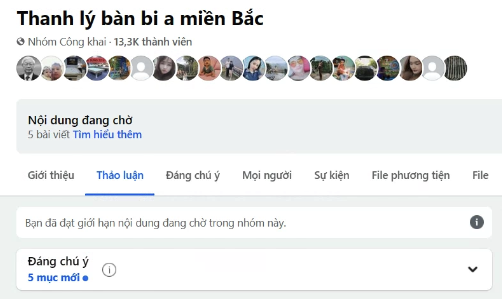 Thanh lý bàn bi a miền Bắc
Nhóm Công khai · 13,3K thành viên
Nội dung đang chờ
5 bài viết Tìm hiểu thêm
Giới thiệu Thảo luận Đáng chú ý Mọi người Sự kiện File phương tiện File
Bạn đã đạt giới hạn nội dung đang chờ trong nhóm này.
Đáng chú ý
5 mục mới